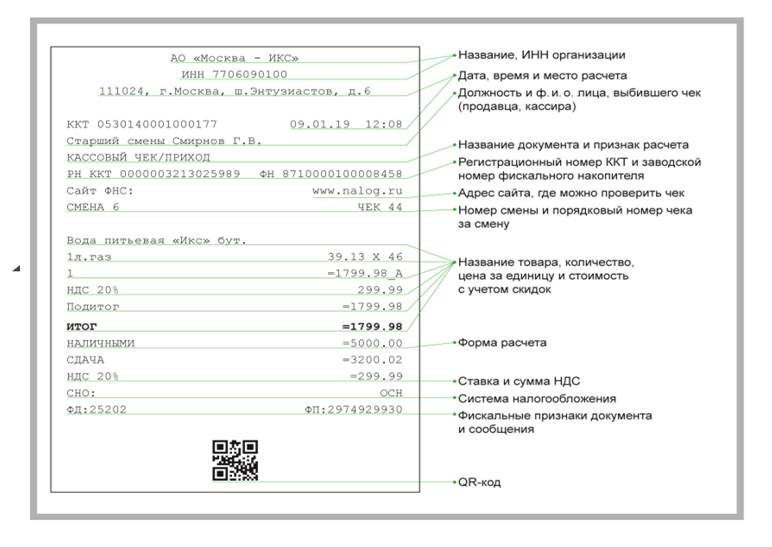 АО «Москва - ИКС»
ИНН 7706090100
111024, г.Москва, ш.Энтузиастов, д.6
ККТ 0530140001000177 09.01.19 12:08
Старший смены Смирнов Г.В.
КАССОВЫЙ ЧЕК/ПРИХОД
РН ККТ 0000003213025989 ФН 8710000100008458
Сайт ФНС: www.nalog.ru
СМЕНА 6 ЧЕК 44
Вода питьевая «Икс» бут.
1л.газ 39.13 X 46
1 =1799.98_А
НДС 20% 299.99
Подитог =1799.98
ИТОГ =1799.98
НАЛИЧНЫМИ =5000.00
СДАЧА =3200.02
НДС 20% =299.99
СНО: ОСН
ФД:25202 ФП:2974929930
Название, ИНН организации
Дата, время и место расчета
Должность и ф. и. о. лица, выбившего чек
(продавца, кассира)
Название документа и признак расчета
Регистрационный номер ККТ и заводской
номер фискального накопителя
Адрес сайта, где можно проверить чек
Номер смены и порядковый номер чека
за смену
Название товара, количество,
цена за единицу и стоимость
с учетом скидок
Форма расчета
Ставка и сумма НДС
Система налогообложения
Фискальные признаки документа
и сообщения
QR-код